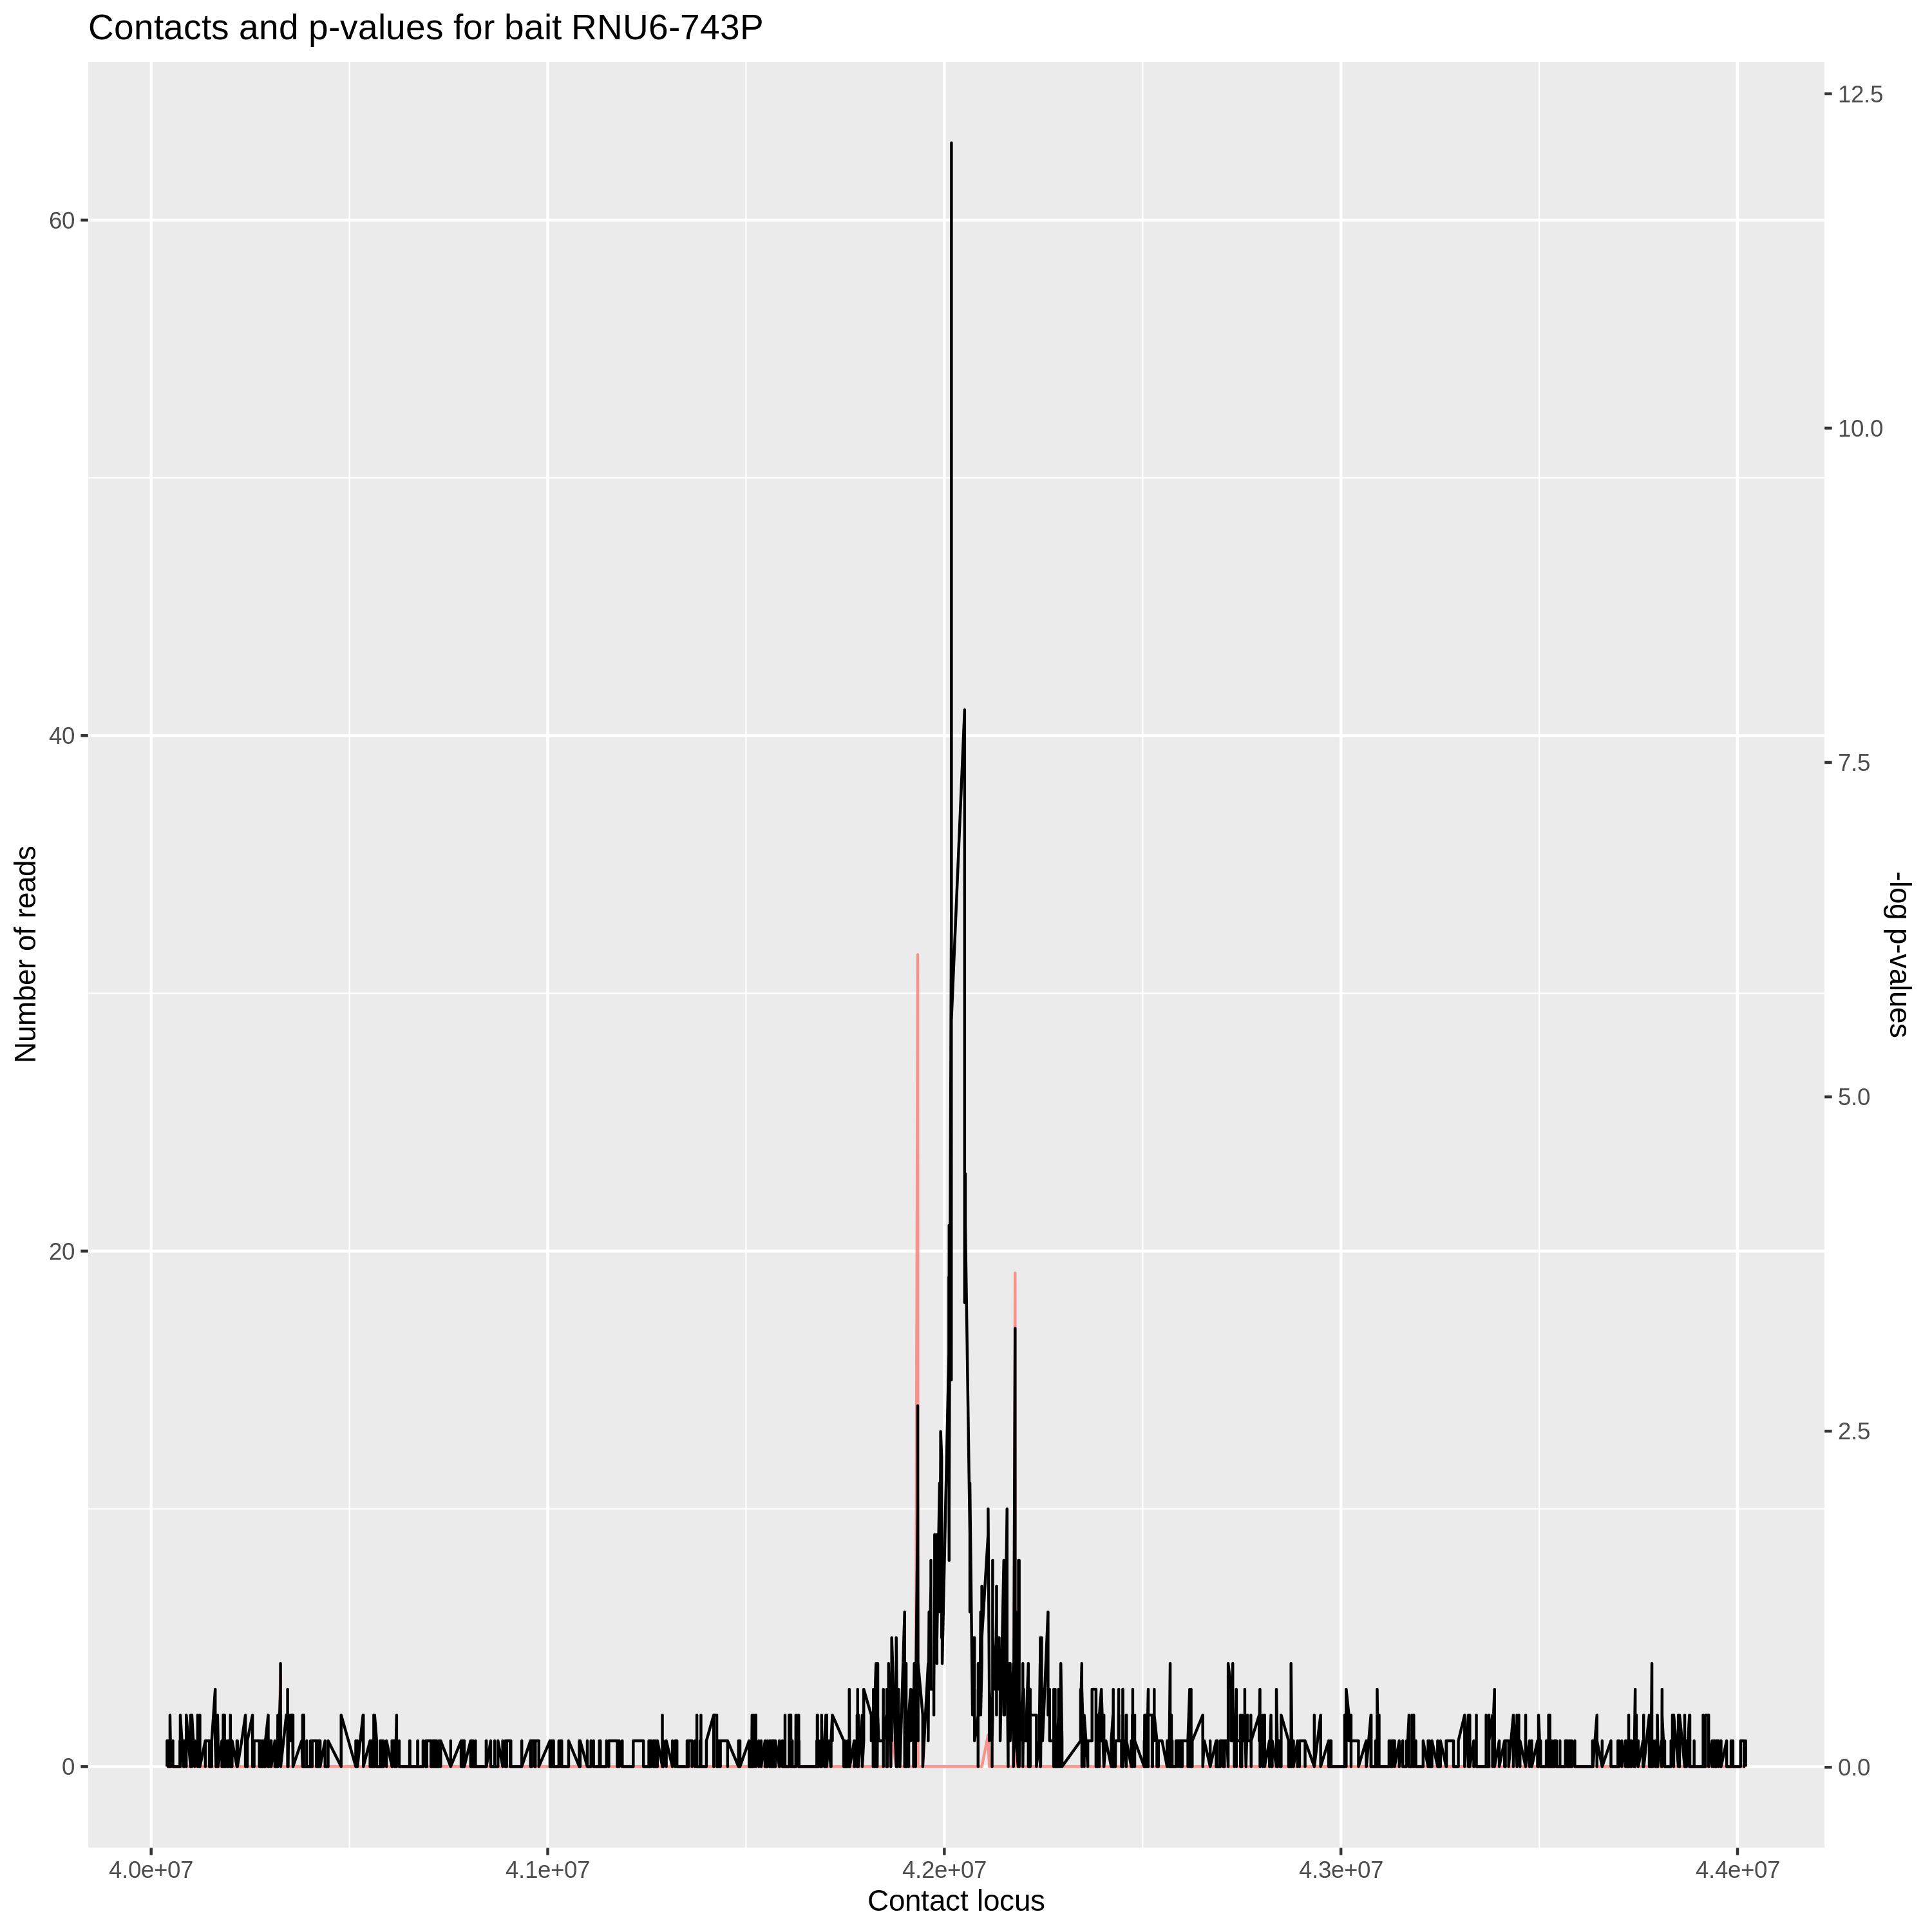 Contacts and p-values for bait RNU6-743P
12.5
60
10.0
40
7.5
Number of reads
-log p-values
5.0
20
2.5
0
0.0
4.0e+07
4.1e+07
4.2e+07
4.3e+07
4.4e+07
Contact locus